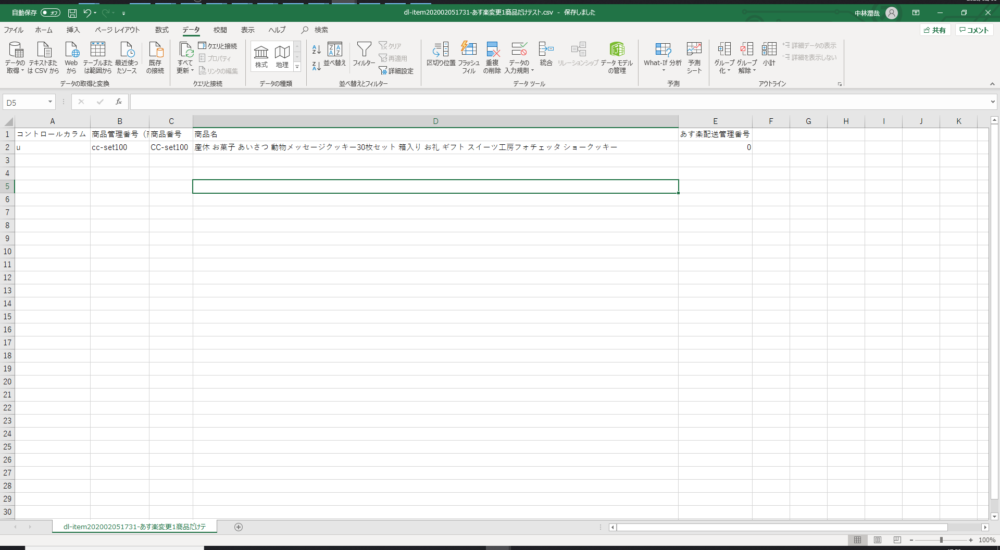 自動保存 オフ dl-item202002051731-あす楽変更1商品だけテスト.csv - 保存しました 中林潤哉
ファイル ホーム 挿入 ページ レイアウト 数式 データ 校閲 表示 ヘルプ 検索 共有 コメント
データの取得 テキストまたは CSV から Web から テーブルまたは範囲から 最近使ったソース 既存の接続
データの取得と変換
すべて更新 クエリと接続 プロパティ リンクの編集
クエリと接続
株式 地理
データの種類
並べ替え フィルター クリア 再適用 詳細設定
並べ替えとフィルター
区切り位置 フラッシュ フィル 重複の削除 データの入力規則 統合 リレーションシップ データ モデルの管理
データ ツール
What-If 分析 予測シート
予測
グループ化 グループ解除 小計 詳細データの表示 詳細を表示しない
アウトライン
D5 fx
A B C D E F G H I J K
1 コントロールカラム 商品管理番号（ 商品番号 商品名 あす楽配送管理番号
2 u cc-set100 CC-set100 産休 お菓子 あいさつ 動物メッセージクッキー30枚セット 箱入り お礼 ギフト スイーツ工房フォチェッタ ショークッキー 0
3
4
5
6
7
8
9
10
11
12
13
14
15
16
17
18
19
20
21
22
23
24
25
26
27
28
29
30
dl-item202002051731-あす楽変更1商品だけテ
100%